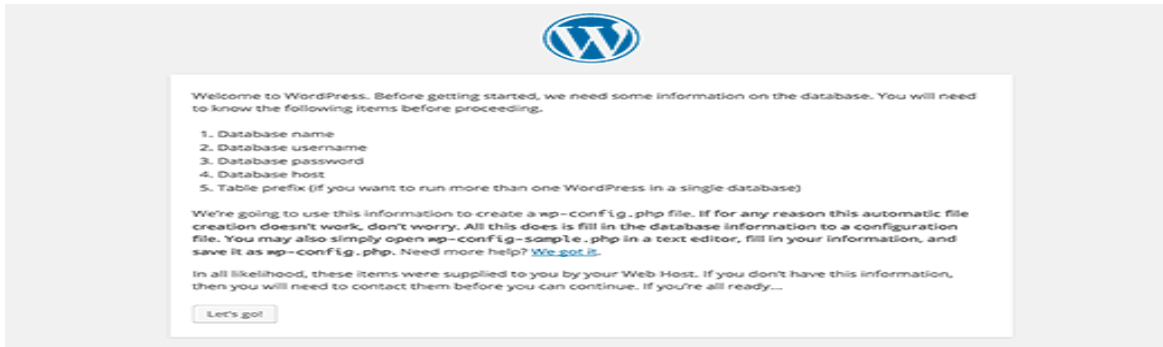 Welcome to WordPress. Before getting started, we need some information on the database. You will need
to know the following items before proceeding.
1. Database name
2. Database username
3. Database password
4. Database host
5. Table prefix (if you want to run more than one WordPress in a single database)
We're going to use this information to create a wp-config.php file. If for any reason this automatic file
creation doesn't work, don't worry. All this does is fill in the database information to a configuration
file. You may also simply open wp-config-sample.php in a text editor, fill in your information, and
save it as wp-config.php. Need more help? We got it.
In all likelihood, these items were supplied to you by your Web Host. If you don't have this information,
then you will need to contact them before you can continue. If you're all ready...
Let's go!